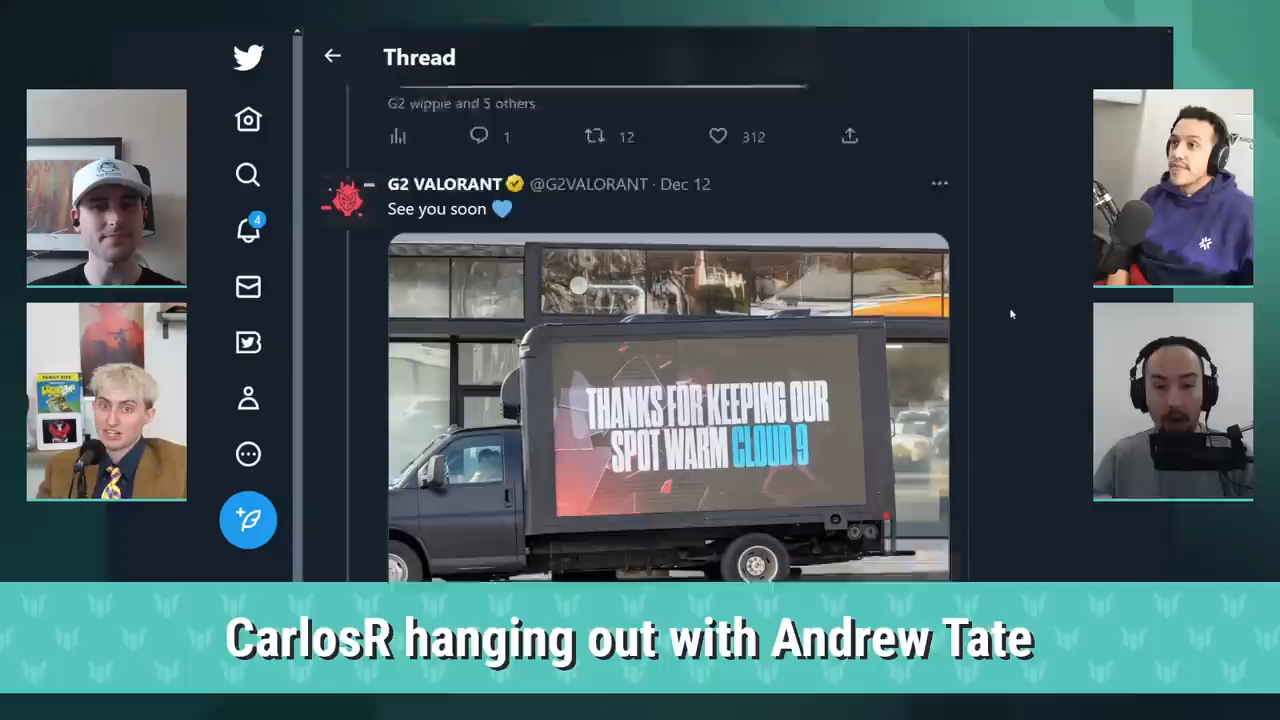 Thread
G2 wippie and 5 others
1
12
312
G2 VALORANT @G2VALORANT · Dec 12
See you soon 💙
4
THANKS FOR KEEPING OUR
SPOT WARM CLOUD 9
CarlosR hanging out with Andrew Tate